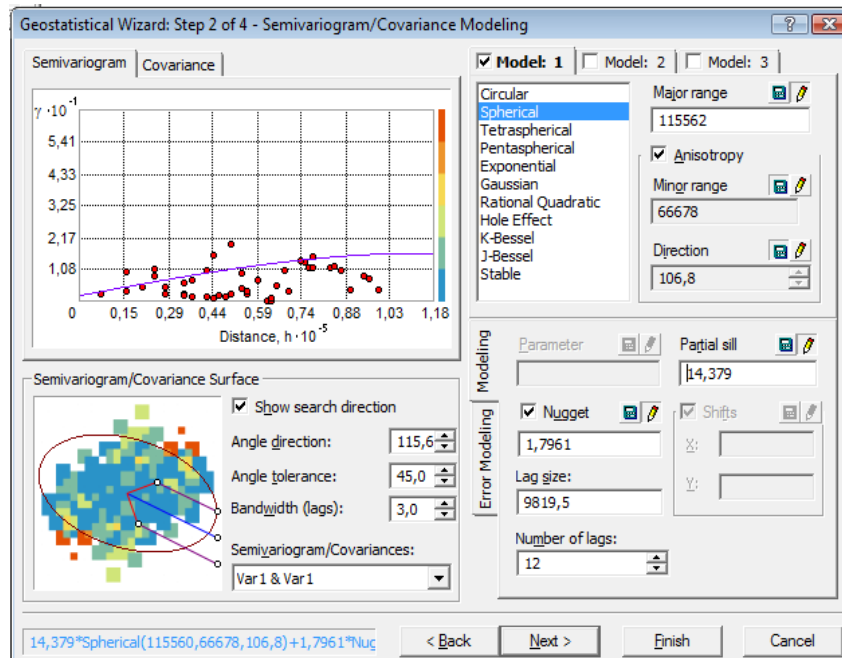 Geostatistical Wizard: Step 2 of 4 - Semivariogram/Covariance Modeling
Semivariogram Covariance
γ·10⁻¹
5,41
4,33
3,25
2,17
1,08
0 0,15 0,29 0,44 0,59 0,74 0,88 1,03 1,18
Distance, h·10⁻⁵
Semivariogram/Covariance Surface
Show search direction
Angle direction: 115,6
Angle tolerance: 45,0
Bandwidth (lags): 3,0
Semivariogram/Covariances:
Var1 & Var1
Model: 1 Model: 2 Model: 3
Circular
Spherical
Tetraspherical
Pentaspherical
Exponential
Gaussian
Rational Quadratic
Hole Effect
K-Bessel
J-Bessel
Stable
Major range
115562
Anisotropy
Minor range
66678
Direction
106,8
Modeling
Error Modeling
Parameter
Partial sill
14,379
Nugget
1,7961
Shifts
X:
Y:
Lag size:
9819,5
Number of lags:
12
14,379*Spherical(115560,66678,106,8)+1,7961*Nug
< Back Next > Finish Cancel